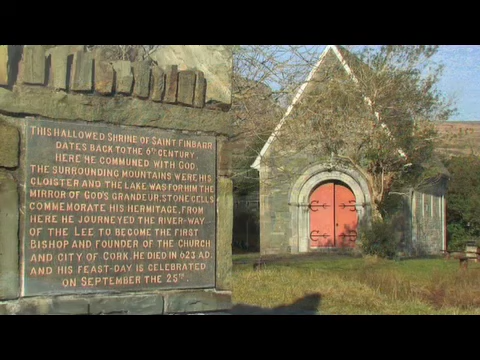 THIS HALLOWED SHRINE OF SAINT FINBARR
DATES BACK TO THE 6TH CENTURY.
HERE HE COMMUNED WITH GOD.
THE SURROUNDING MOUNTAINS WERE HIS
CLOISTER AND THE LAKE WAS FOR HIM THE
MIRROR OF GOD'S GRANDEUR, STONE CELLS
COMMEMORATE HIS HERMITAGE, FROM
HERE HE JOURNEYED THE RIVER-WAY
OF THE LEE TO BECOME THE FIRST
BISHOP AND FOUNDER OF THE CHURCH
AND CITY OF CORK. HE DIED IN 623 A.D.
AND HIS FEAST-DAY IS CELEBRATED
ON SEPTEMBER THE 25TH.